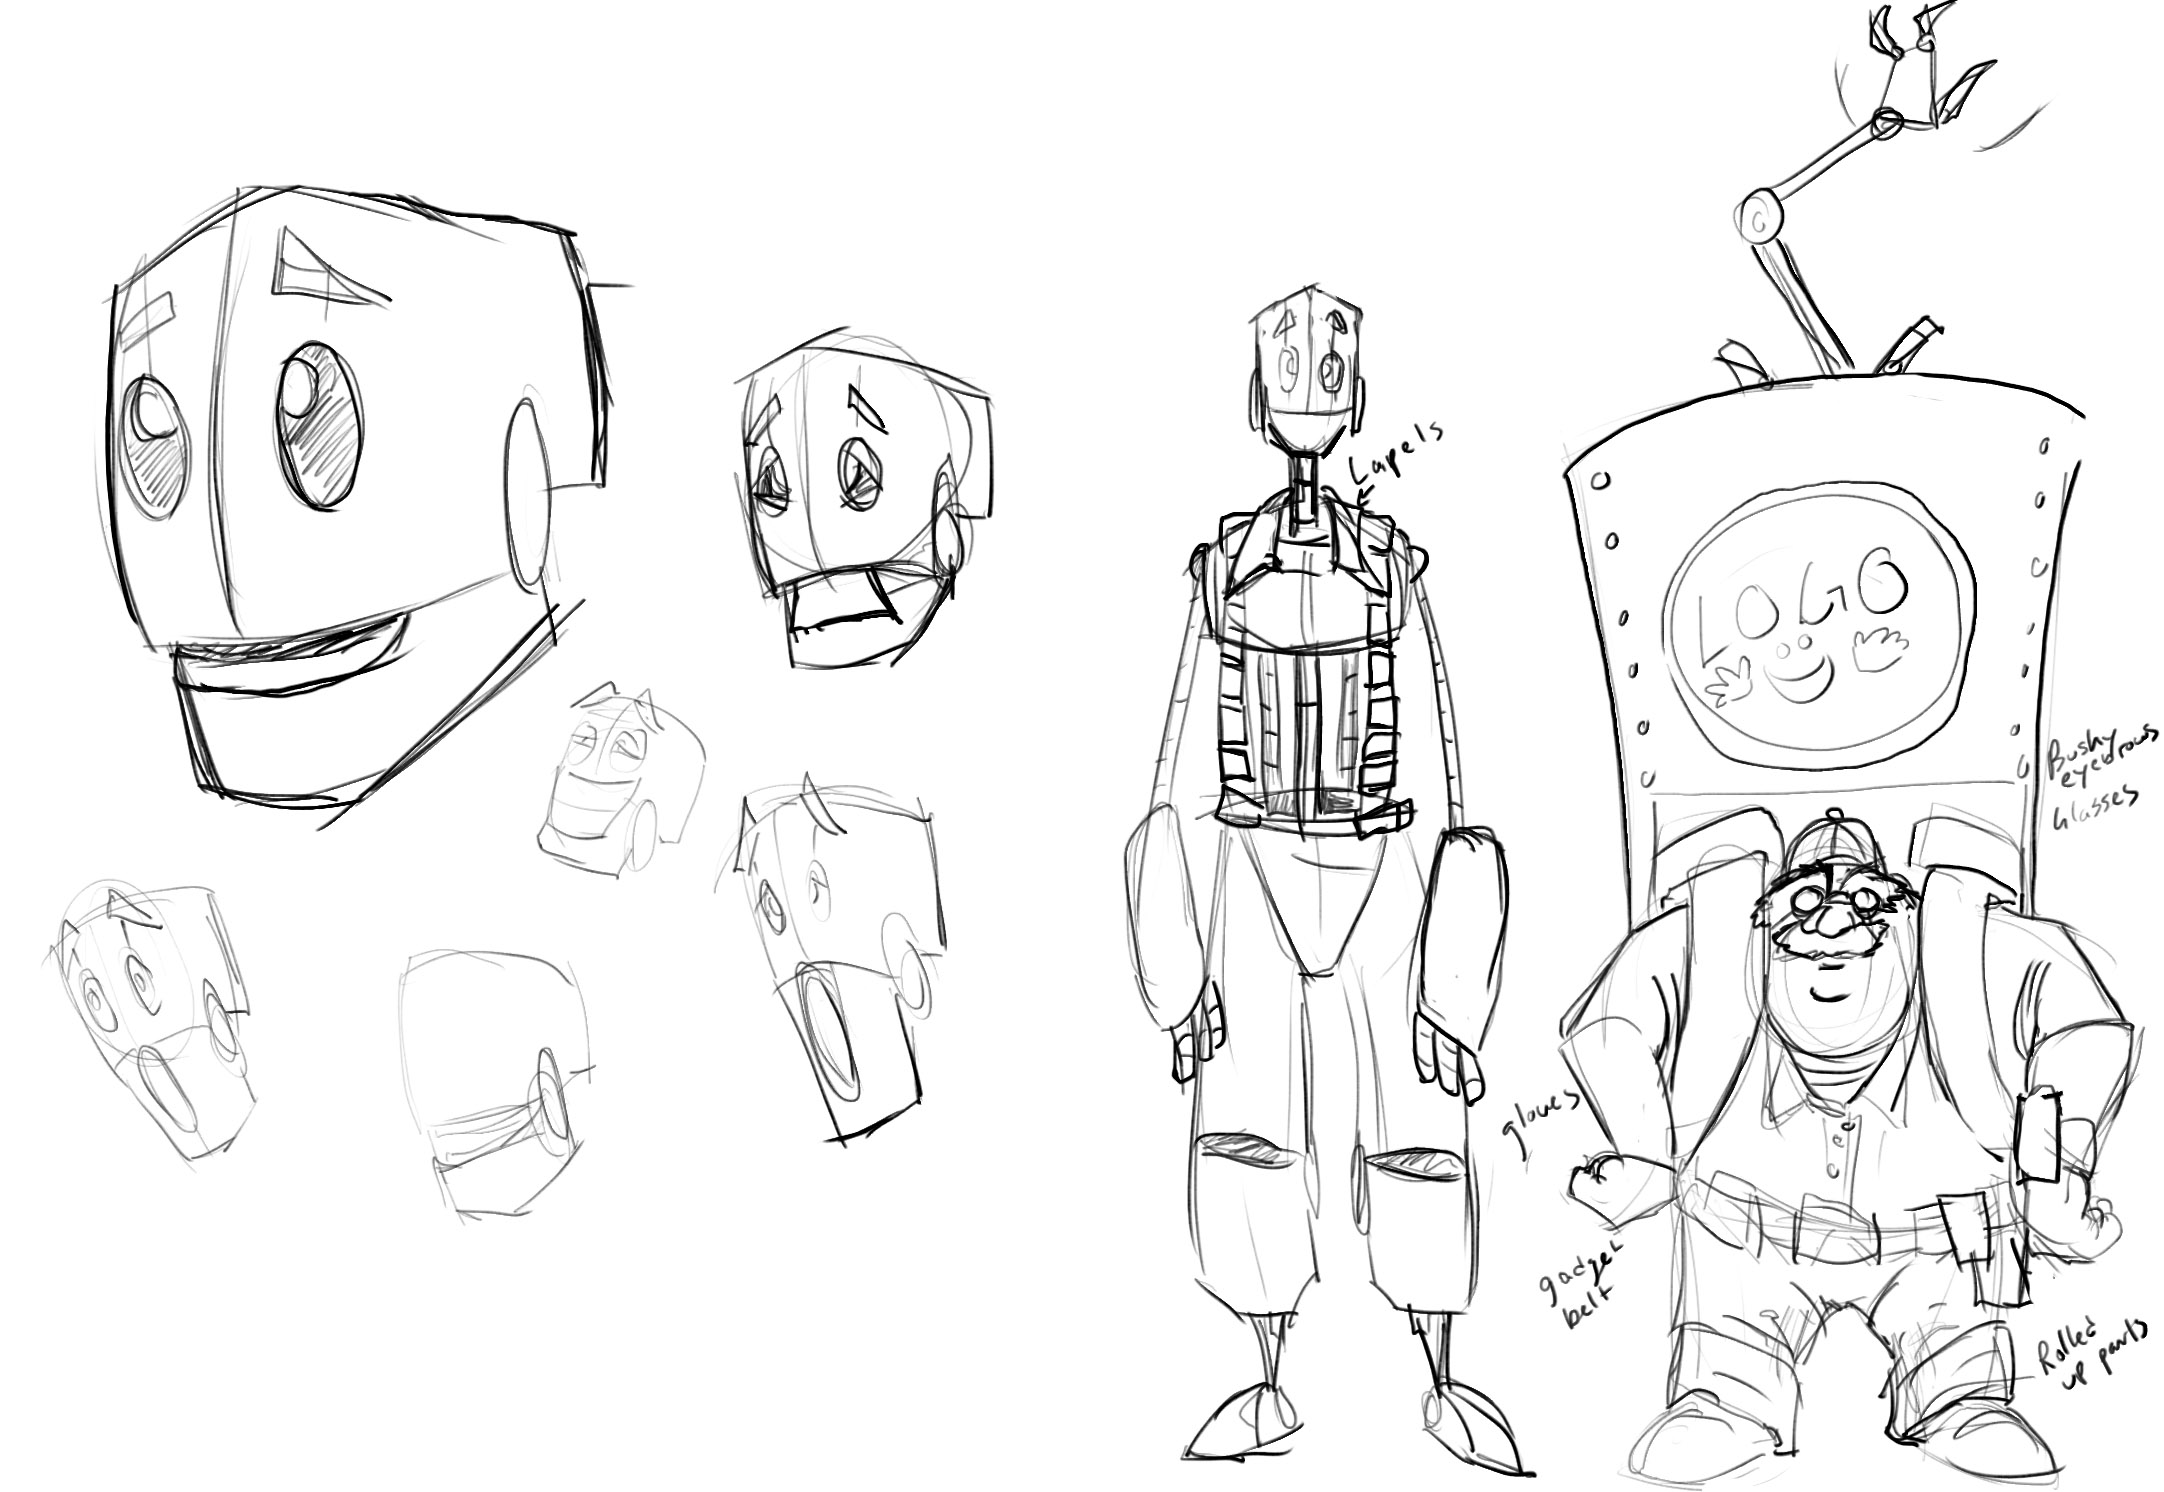 Lapels
LOGO
Bushy
eyebrows
Glasses
gloves
gadget
belt
Rolled
up pants